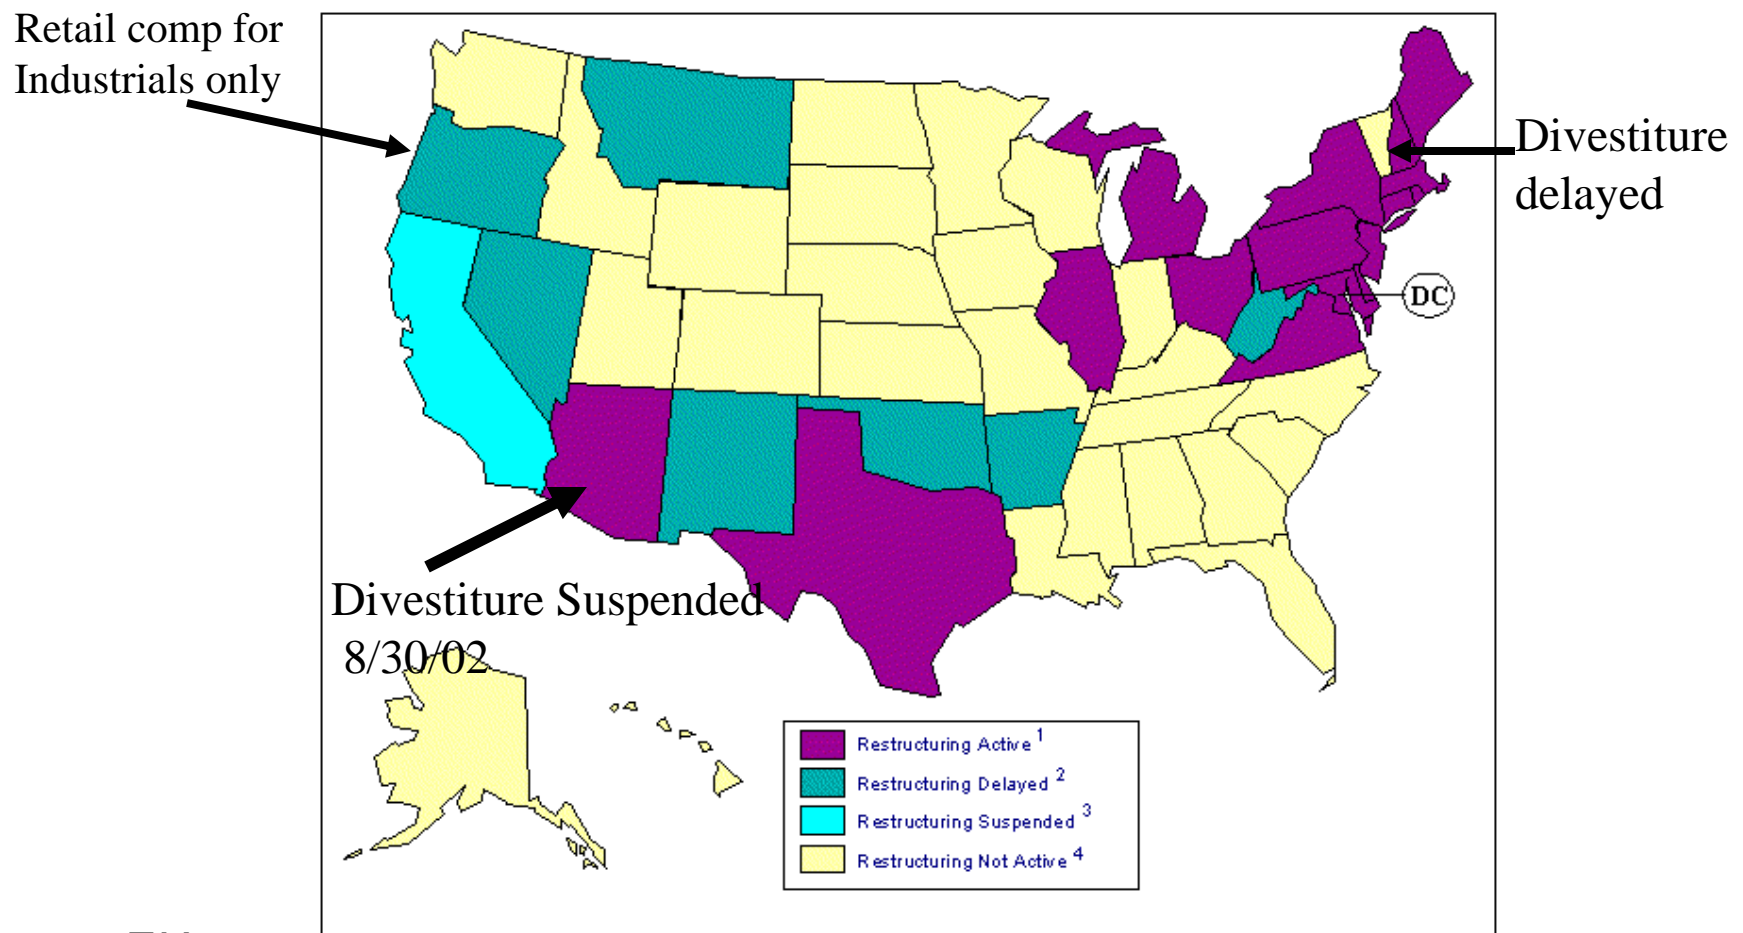 Retail comp for
Industrials only
Divestiture
delayed
DC
Divestiture Suspended
8/30/02
Restructuring Active 1
Restructuring Delayed 2
Restructuring Suspended 3
Restructuring Not Active 4